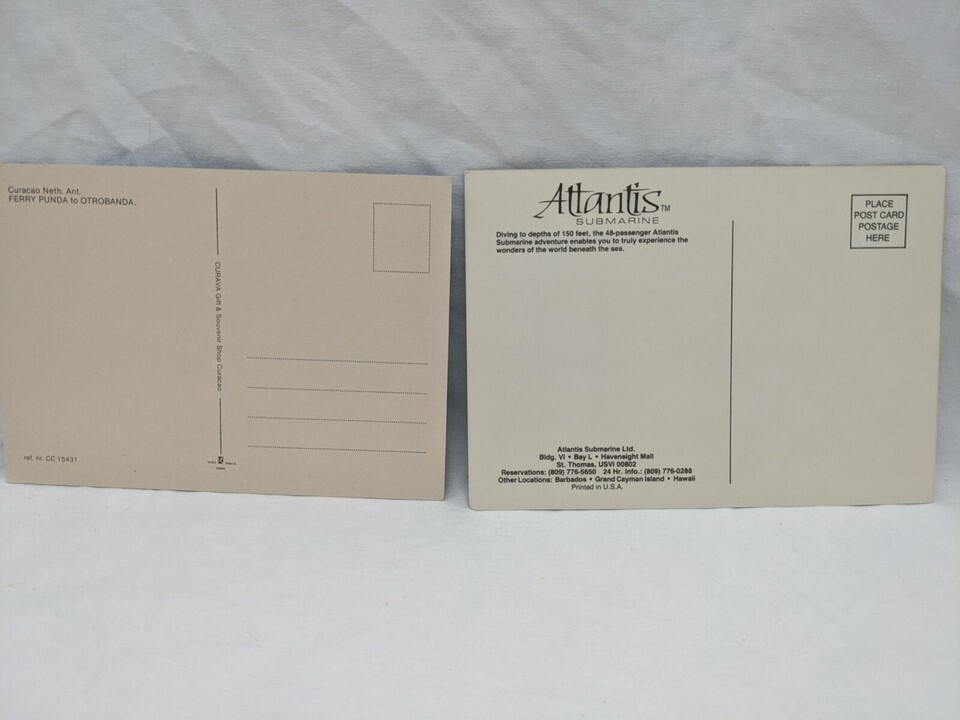 Curacao Neth. Ant.
FERRY PUNDA to OTROBANDA.
CURAVA Gift & Souvenir Shop Curacao
ref. nr. CC 15431
Atlantis TM
SUBMARINE
Diving to depths of 150 feet, the 48-passenger Atlantis
Submarine adventure enables you to truly experience the
wonders of the world beneath the sea.
PLACE
POST CARD
POSTAGE
HERE
Atlantis Submarine Ltd.
Bldg. VI • Bay L • Havensight Mall
St. Thomas, USVI 00802
Reservations: (809) 776-5650 24 Hr. Info.: (809) 776-0288
Other Locations: Barbados • Grand Cayman Island • Hawaii
Printed in U.S.A.